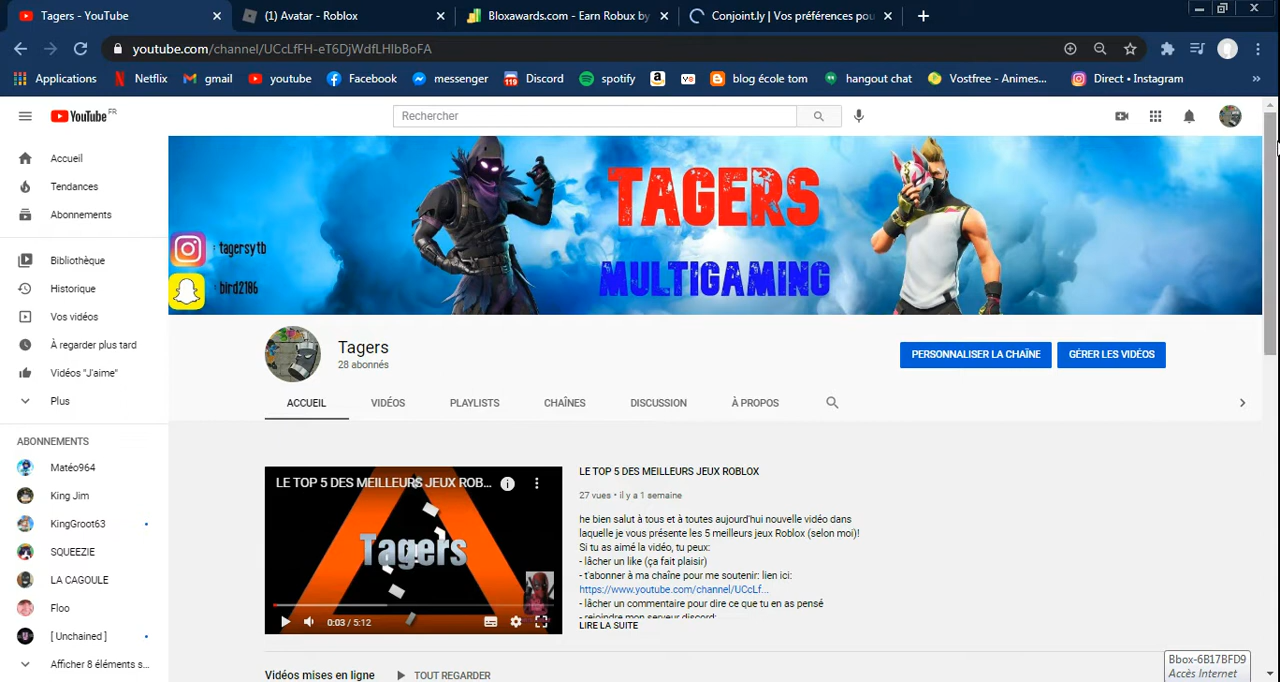 Tagers - YouTube
(1) Avatar - Roblox
Bloxawards.com - Earn Robux by
Conjoint.ly | Vos préférences pou
youtube.com/channel/UCcLfFH-eT6DjWdfLHIbBoFA
Applications
Netflix
gmail
youtube
Facebook
messenger
Discord
spotify
blog école tom
hangout chat
Vostfree - Animes...
Direct • Instagram
YouTube FR
Rechercher
Accueil
Tendances
Abonnements
Bibliothèque
Historique
Vos vidéos
À regarder plus tard
Vidéos "J'aime"
Plus
ABONNEMENTS
Matéo964
King Jim
KingGroot63
SQUEEZIE
LA CAGOULE
Floo
[ Unchained ]
Afficher 8 éléments s...
TAGERS
MULTIGAMING
: tagersytb
: bird2186
Tagers
28 abonnés
PERSONNALISER LA CHAÎNE
GÉRER LES VIDÉOS
ACCUEIL
VIDÉOS
PLAYLISTS
CHAÎNES
DISCUSSION
À PROPOS
LE TOP 5 DES MEILLEURS JEUX ROB...
Tagers
0:03 / 5:12
LE TOP 5 DES MEILLEURS JEUX ROBLOX
27 vues • il y a 1 semaine
he bien salut à tous et à toutes aujourd'hui nouvelle vidéo dans
laquelle je vous présente les 5 meilleurs jeux Roblox (selon moi)!
Si tu as aimé la vidéo, tu peux:
- lâcher un like (ça fait plaisir)
- t'abonner à ma chaîne pour me soutenir: lien ici:
https://www.youtube.com/channel/UCcLf...
- lâcher un commentaire pour dire ce que tu en as pensé
- rejoindre mon serveur discord:
LIRE LA SUITE
Vidéos mises en ligne
TOUT REGARDER
Bbox-6B17BFD9
Accès Internet